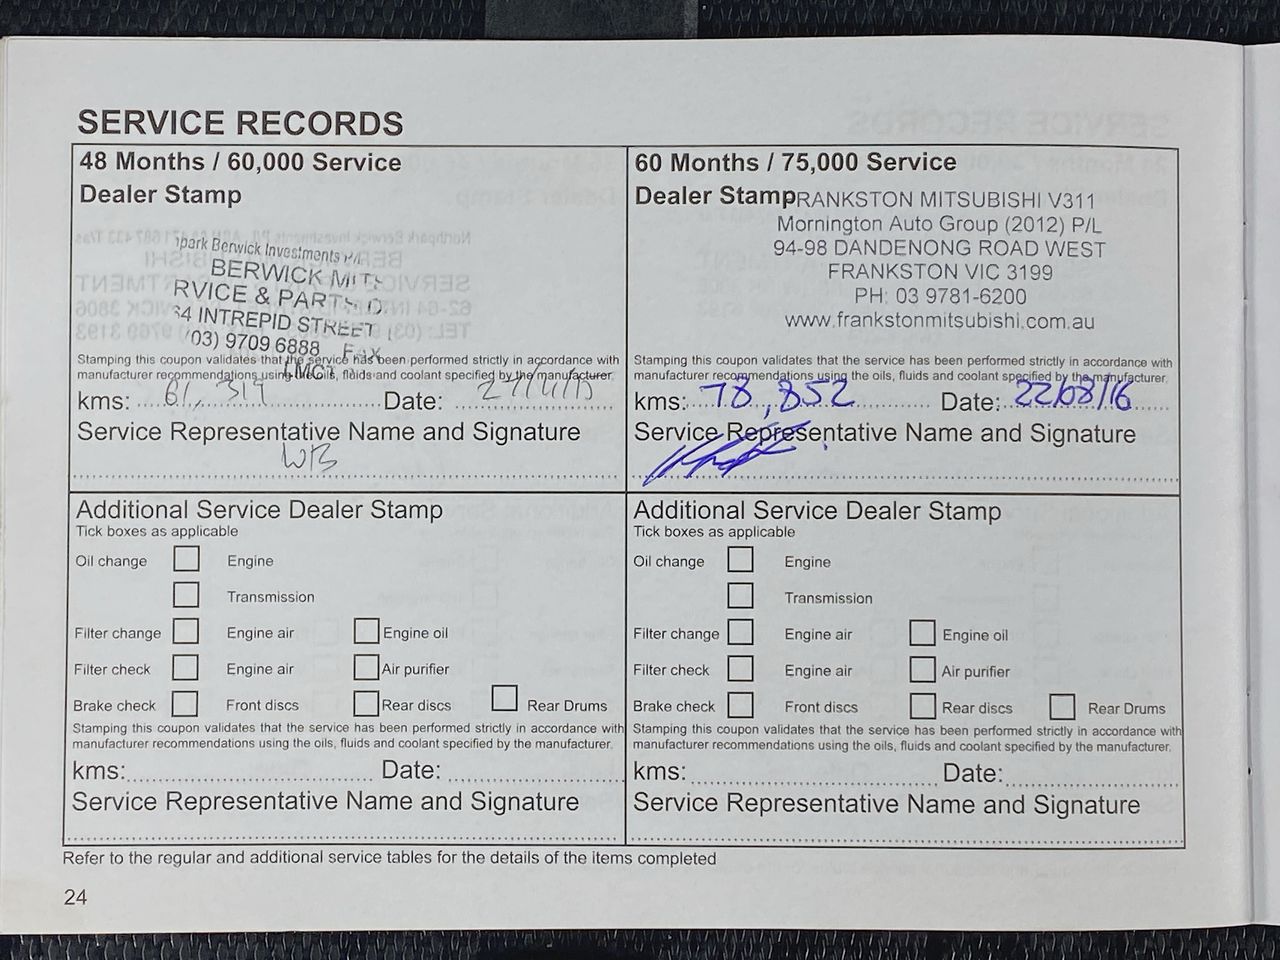 SERVICE RECORDS
48 Months / 60,000 Service
Dealer Stamp
park Berwick Investments P/L
BERWICK MITS
RVICE & PARTS D
64 INTREPID STREET
(03) 9709 6888 Fax
LMCT
Stamping this coupon validates that the service has been performed strictly in accordance with
manufacturer recommendations using the oils, fluids and coolant specified by the manufacturer.
kms: 61,319 Date:
Service Representative Name and Signature
WB
60 Months / 75,000 Service
Dealer Stamp
RANKSTON MITSUBISHI V311
Mornington Auto Group (2012) P/L
94-98 DANDENONG ROAD WEST
FRANKSTON VIC 3199
PH: 03 9781-6200
www.frankstonmitsubishi.com.au
Stamping this coupon validates that the service has been performed strictly in accordance with
manufacturer recommendations using the oils, fluids and coolant specified by the manufacturer.
kms: 78,852 Date: 22/08/16
Service Representative Name and Signature
Additional Service Dealer Stamp
Tick boxes as applicable
Oil change Engine
Transmission
Filter change Engine air Engine oil
Filter check Engine air Air purifier
Brake check Front discs Rear discs Rear Drums
Stamping this coupon validates that the service has been performed strictly in accordance with
manufacturer recommendations using the oils, fluids and coolant specified by the manufacturer.
kms: Date:
Service Representative Name and Signature
Additional Service Dealer Stamp
Tick boxes as applicable
Oil change Engine
Transmission
Filter change Engine air Engine oil
Filter check Engine air Air purifier
Brake check Front discs Rear discs Rear Drums
Stamping this coupon validates that the service has been performed strictly in accordance with
manufacturer recommendations using the oils, fluids and coolant specified by the manufacturer.
kms: Date:
Service Representative Name and Signature
Refer to the regular and additional service tables for the details of the items completed
24